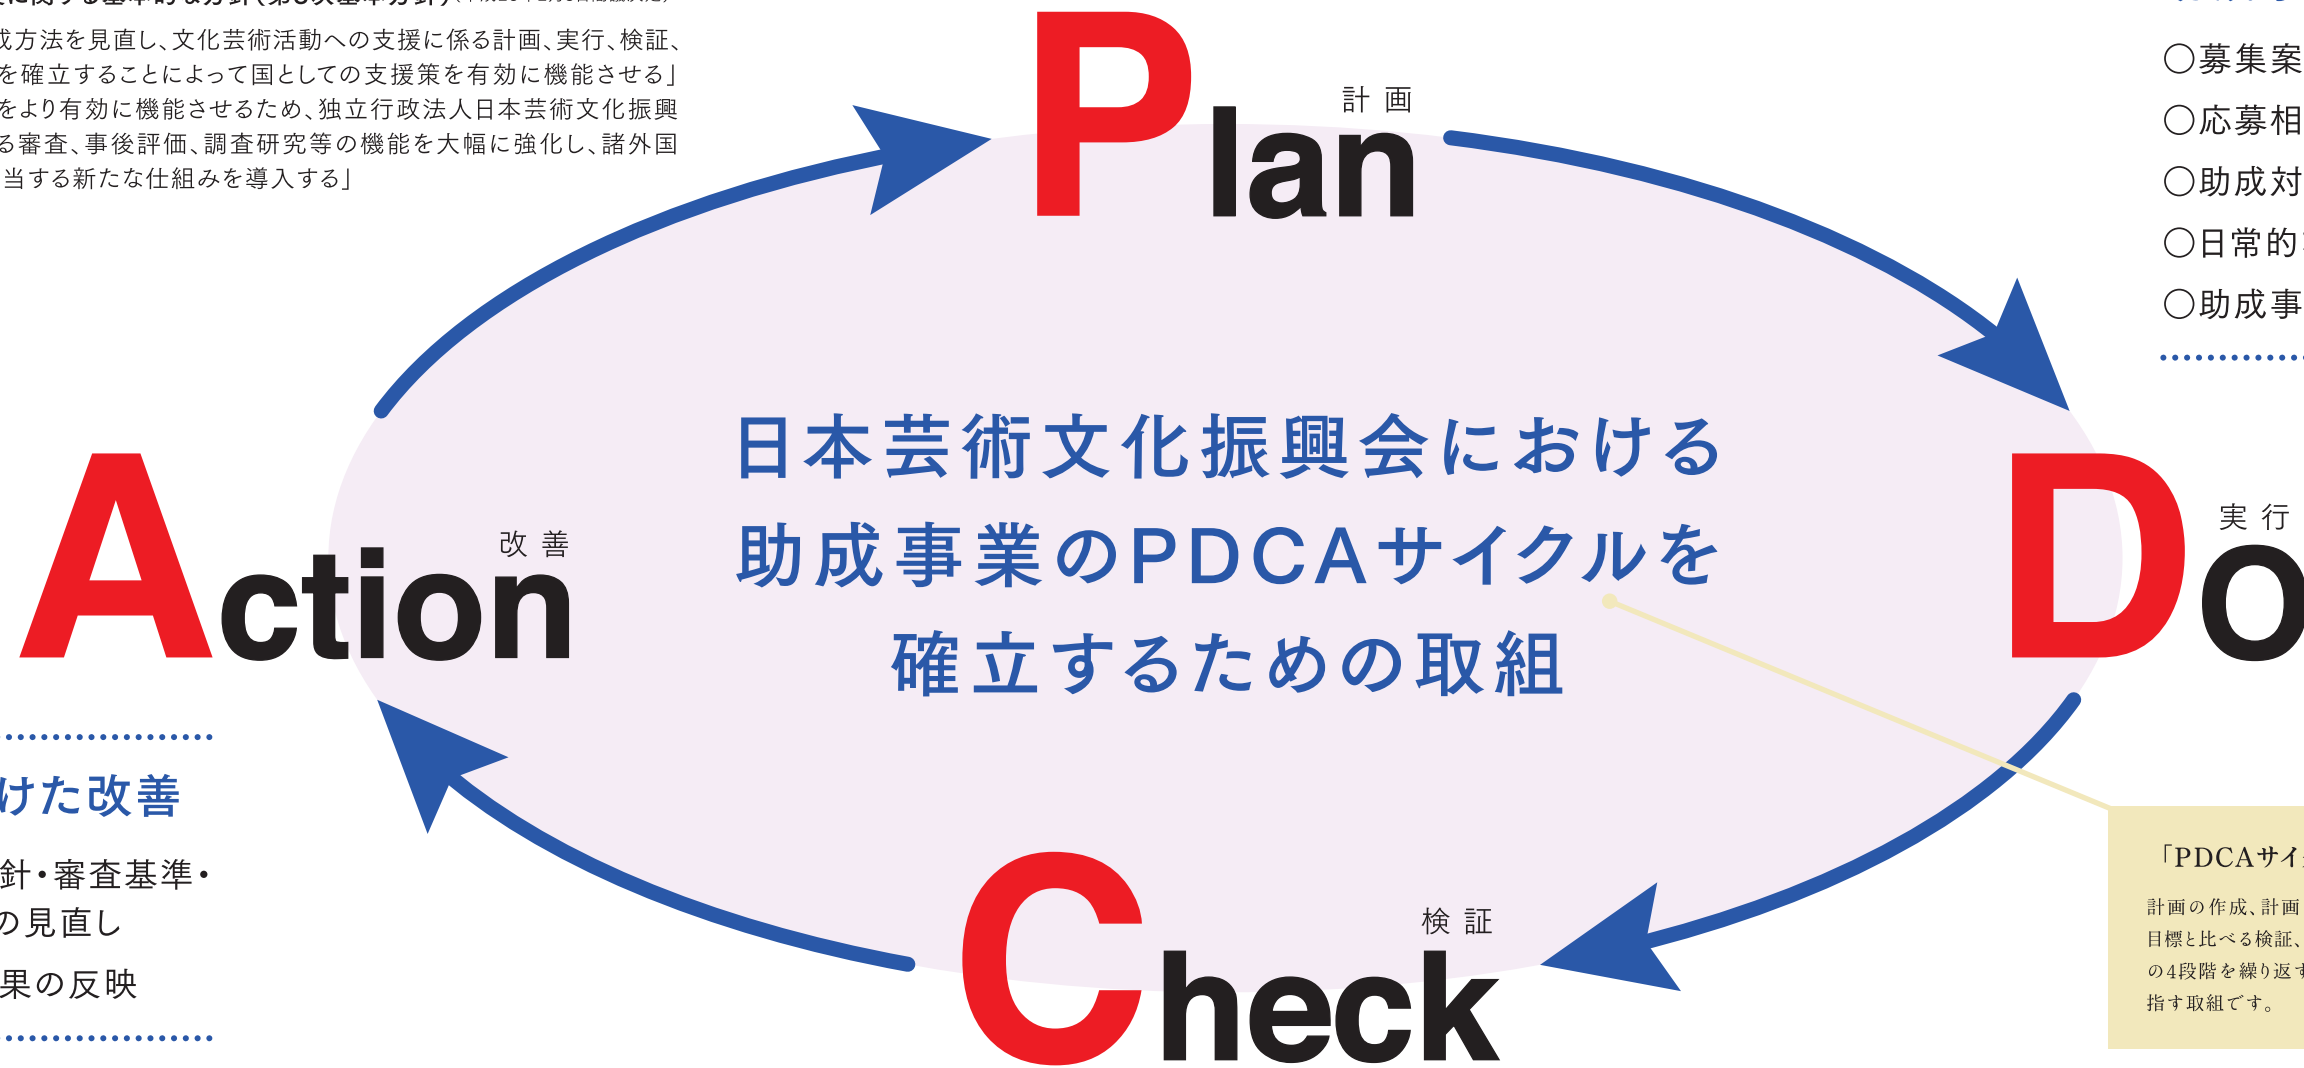 成方法を見直し、文化芸術活動への支援に係る計画、実行、検証、
を確立することによって国としての支援策を有効に機能させる」
をより有効に機能させるため、独立行政法人日本芸術文化振興
る審査、事後評価、調査研究等の機能を大幅に強化し、諸外国
当する新たな仕組みを導入する」
計画
Plan
○募集案
○応募相
○助成対
○日常的
○助成事
日本芸術文化振興会における
助成事業のPDCAサイクルを
確立するための取組
改善
Action
実行
Do
けた改善
針・審査基準・
の見直し
果の反映
検証
Check
「PDCAサイ
計画の作成、計画
目標と比べる検証、
の4段階を繰り返す
指す取組です。